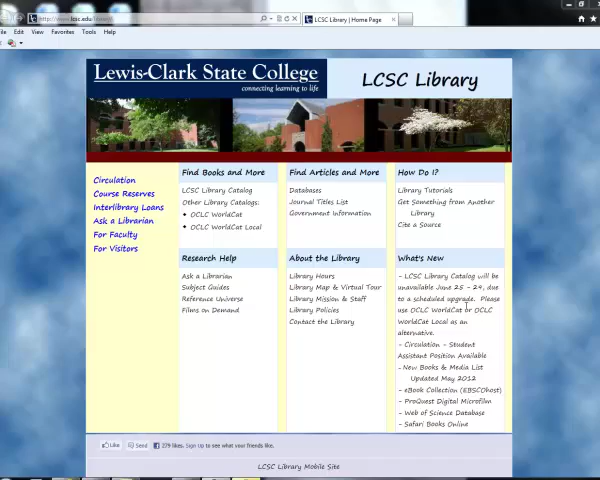 LCSC Library | Home Page
File Edit View Favorites Tools Help
Lewis-Clark State College
connecting learning to life
LCSC Library
Circulation
Course Reserves
Interlibrary Loans
Ask a Librarian
For Faculty
For Visitors
Find Books and More
LCSC Library Catalog
Other Library Catalogs:
• OCLC WorldCat
• OCLC WorldCat Local
Find Articles and More
Databases
Journal Titles List
Government Information
How Do I?
Library Tutorials
Get Something from Another
Library
Cite a Source
Research Help
Ask a Librarian
Subject Guides
Reference Universe
Films on Demand
About the Library
Library Hours
Library Map & Virtual Tour
Library Mission & Staff
Library Policies
Contact the Library
What's New
- LCSC Library Catalog will be
unavailable June 25 - 29, due
to a scheduled upgrade. Please
use OCLC WorldCat or OCLC
WorldCat Local as an
alternative.
- Circulation - Student
Assistant Position Available
- New Books & Media List
Updated May 2012
- eBook Collection (EBSCOhost)
- ProQuest Digital Microfilm
- Web of Science Database
- Safari Books Online
Like Send 279 likes. Sign Up to see what your friends like.
LCSC Library Mobile Site